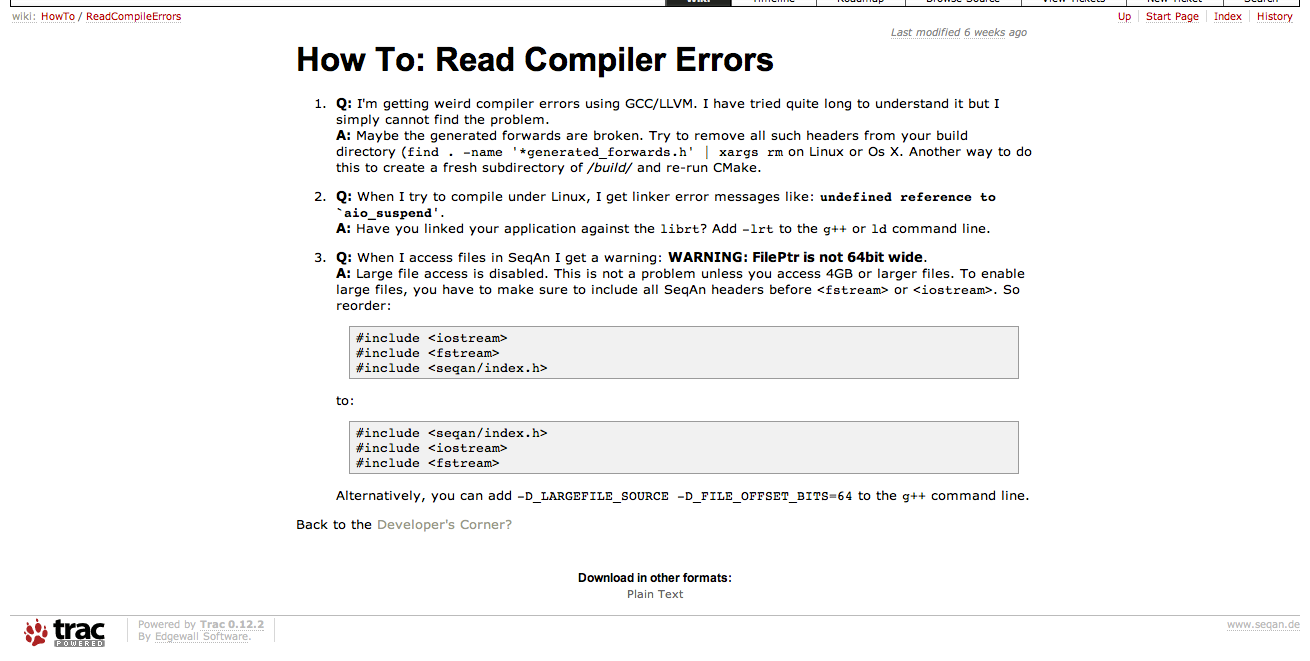 Wiki Timeline Roadmap Browse Source View Tickets New Ticket Search
wiki: HowTo / ReadCompileErrors
Up Start Page Index History
Last modified 6 weeks ago
How To: Read Compiler Errors
1. Q: I'm getting weird compiler errors using GCC/LLVM. I have tried quite long to understand it but I
simply cannot find the problem.
A: Maybe the generated forwards are broken. Try to remove all such headers from your build
directory (find . -name '*generated_forwards.h' | xargs rm on Linux or Os X. Another way to do
this to create a fresh subdirectory of /build/ and re-run CMake.
2. Q: When I try to compile under Linux, I get linker error messages like: undefined reference to
`aio_suspend'.
A: Have you linked your application against the librt? Add -lrt to the g++ or ld command line.
3. Q: When I access files in SeqAn I get a warning: WARNING: FilePtr is not 64bit wide.
A: Large file access is disabled. This is not a problem unless you access 4GB or larger files. To enable
large files, you have to make sure to include all SeqAn headers before <fstream> or <iostream>. So
reorder:
#include <iostream>
#include <fstream>
#include <seqan/index.h>
to:
#include <seqan/index.h>
#include <iostream>
#include <fstream>
Alternatively, you can add -D_LARGEFILE_SOURCE -D_FILE_OFFSET_BITS=64 to the g++ command line.
Back to the Developer's Corner?
Download in other formats:
Plain Text
trac
POWERED
Powered by Trac 0.12.2
By Edgewall Software.
www.seqan.de